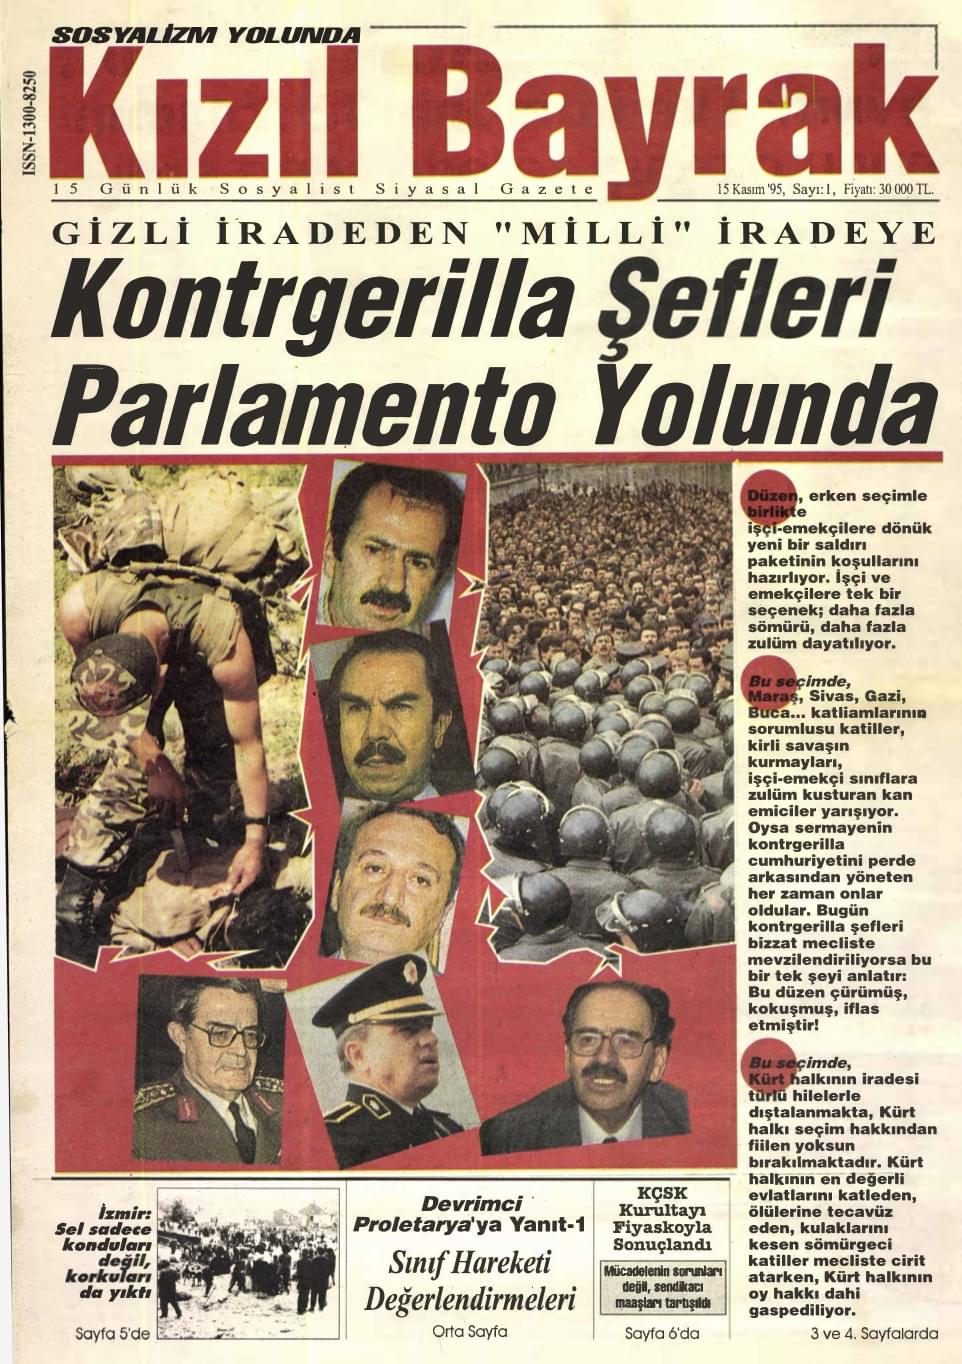 SOSYALİZM YOLUNDA
Kızıl Bayrak
ISSN-1300-8250
15 Günlük Sosyalist Siyasal Gazete
15 Kasım '95, Sayı:1, Fiyatı: 30 000 TL.
GİZLİ İRADEDEN "MİLLİ" İRADEYE
Kontrgerilla Şefleri
Parlamento Yolunda
Düzen, erken seçimle
birlikte
işçi-emekçilere dönük
yeni bir saldırı
paketinin koşullarını
hazırlıyor. İşçi ve
emekçilere tek bir
seçenek; daha fazla
sömürü, daha fazla
zulüm dayatılıyor.
Bu seçimde,
Maraş, Sivas, Gazi,
Buca... katliamlarının
sorumlusu katiller,
kirli savaşın
kurmayları,
işçi-emekçi sınıflara
zulüm kusturan kan
emiciler yarışıyor.
Oysa sermayenin
kontrgerilla
cumhuriyetini perde
arkasından yöneten
her zaman onlar
oldular. Bugün
kontrgerilla şefleri
bizzat mecliste
mevzilendiriliyorsa bu
bir tek şeyi anlatır:
Bu düzen çürümüş,
kokuşmuş, iflas
etmiştir!
Bu seçimde,
Kürt halkının iradesi
türlü hilelerle
dıştalanmakta, Kürt
halkı seçim hakkından
fiilen yoksun
bırakılmaktadır. Kürt
halkının en değerli
evlatlarını katleden,
ölülerine tecavüz
eden, kulaklarını
kesen sömürgeci
katiller mecliste cirit
atarken, Kürt halkının
oy hakkı dahi
gaspediliyor.
3 ve 4. Sayfalarda
İzmir:
Sel sadece
konduları
değil,
korkuları
da yıktı
Sayfa 5'de
Devrimci
Proletarya'ya Yanıt-1
Sınıf Hareketi
Değerlendirmeleri
Orta Sayfa
KÇSK
Kurultayı
Fiyaskoyla
Sonuçlandı
Mücadelenin sorunları
değil, sendikacı
maaşları tartışıldı
Sayfa 6'da